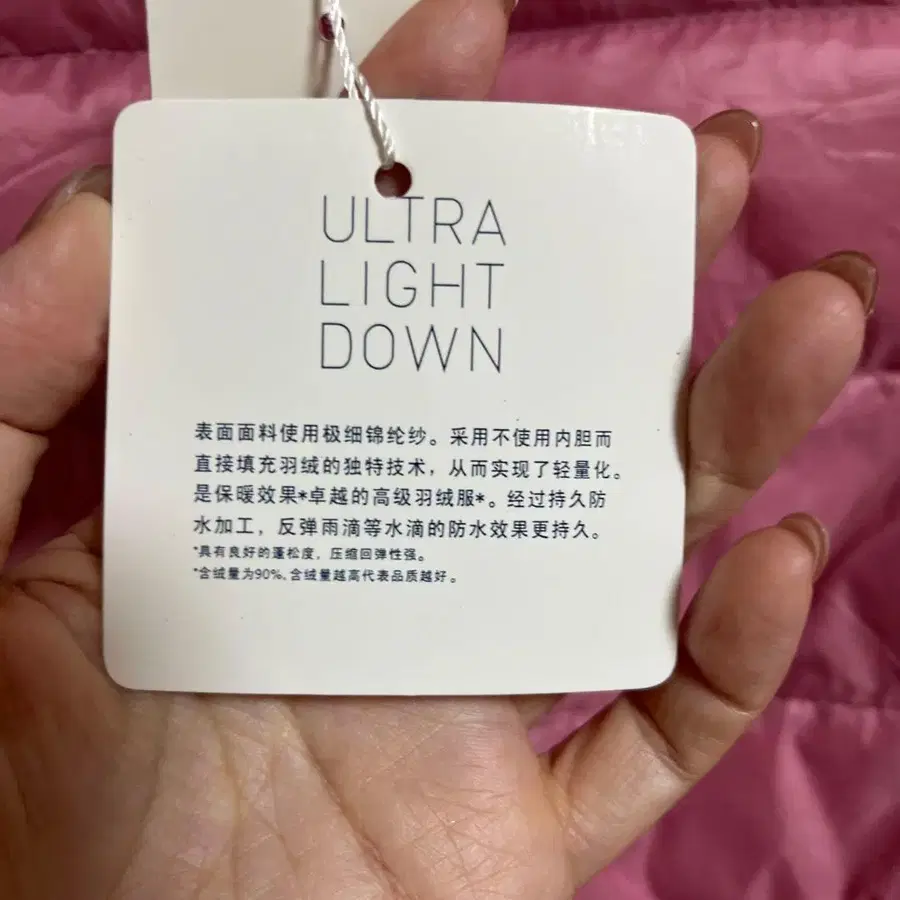 ULTRA
LIGHT
DOWN
表面面料使用极细锦纶纱。采用不使用内胆而
直接填充羽绒的独特技术，从而实现了轻量化。
是保暖效果*卓越的高级羽绒服*。经过持久防
水加工，反弹雨滴等水滴的防水效果更持久。
*具有良好的蓬松度，压缩回弹性强。
*含绒量为90%、含绒量越高代表品质越好。